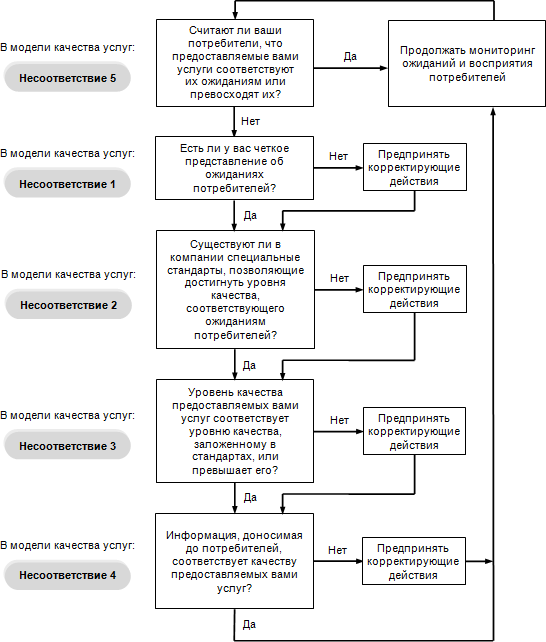 В модели качества услуг:
Несоответствие 5
Считают ли ваши
потребители, что
предоставляемые вами
услуги соответствуют
их ожиданиям или
превосходят их?
Да
Продолжать мониторинг
ожиданий и восприятия
потребителей
Нет
В модели качества услуг:
Несоответствие 1
Есть ли у вас четкое
представление об
ожиданиях
потребителей?
Нет
Предпринять
корректирующие
действия
Да
В модели качества услуг:
Несоответствие 2
Существуют ли в
компании специальные
стандарты, позволяющие
достигнуть уровня
качества,
соответствующего
ожиданиям
потребителей?
Нет
Предпринять
корректирующие
действия
Да
В модели качества услуг:
Несоответствие 3
Уровень качества
предоставляемых вами
услуг соответствует
уровню качества,
заложенному в
стандартах, или
превышает его?
Нет
Предпринять
корректирующие
действия
Да
В модели качества услуг:
Несоответствие 4
Информация, доносимая
до потребителей,
соответствует качеству
предоставляемых вами
услуг?
Нет
Предпринять
корректирующие
действия
Да